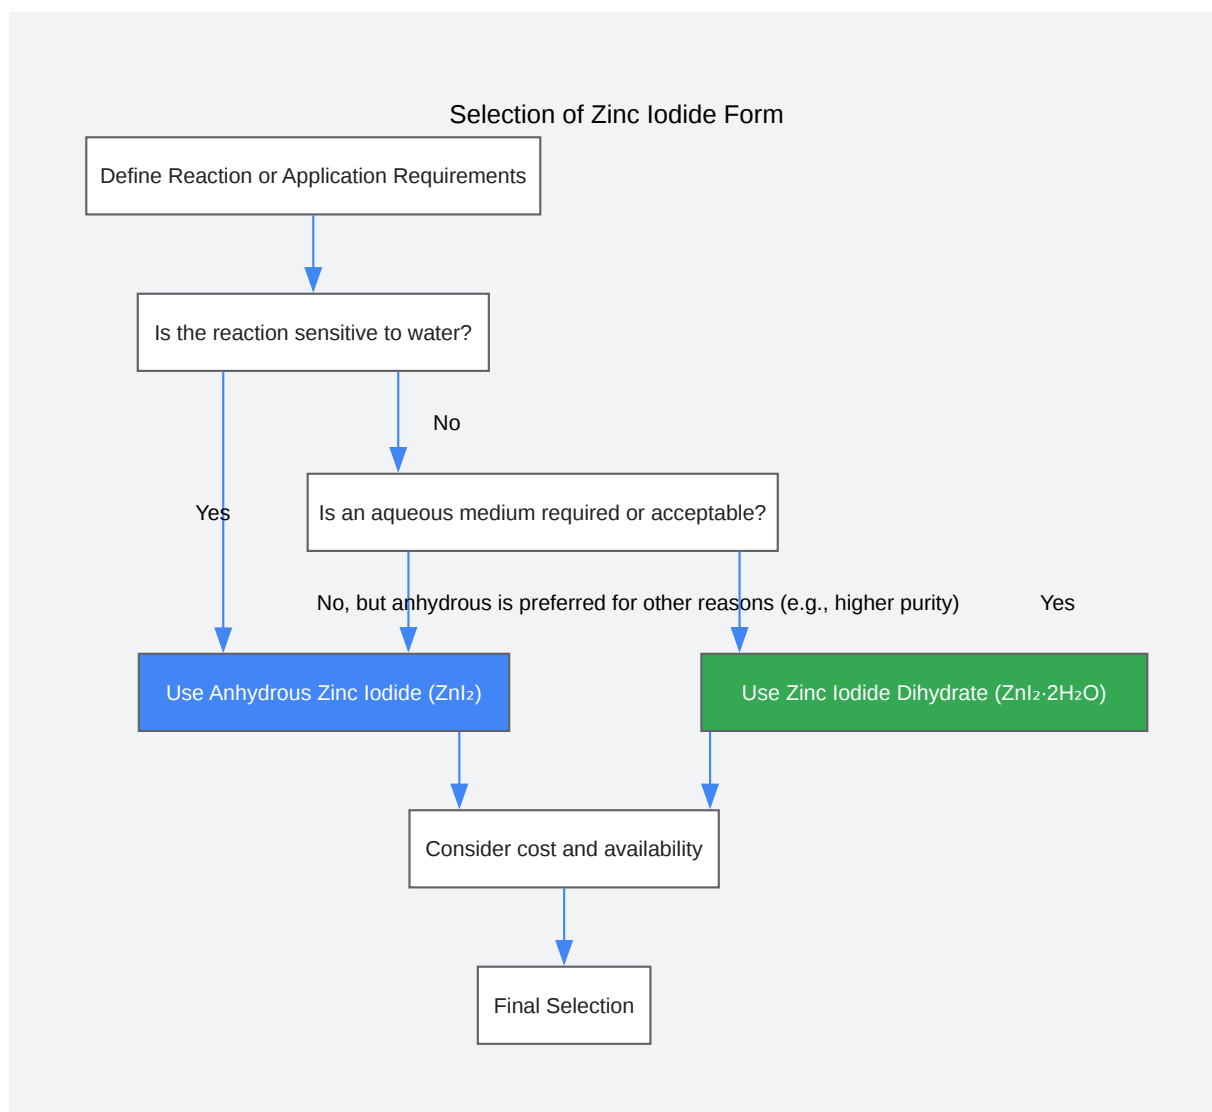 Selection of Zinc Iodide Form
Define Reaction or Application Requirements
Is the reaction sensitive to water?
No
Is an aqueous medium required or acceptable?
Yes
No, but anhydrous is preferred for other reasons (e.g., higher purity)
Yes
Use Anhydrous Zinc Iodide (ZnI₂)
Use Zinc Iodide Dihydrate (ZnI₂·2H₂O)
Consider cost and availability
Final Selection